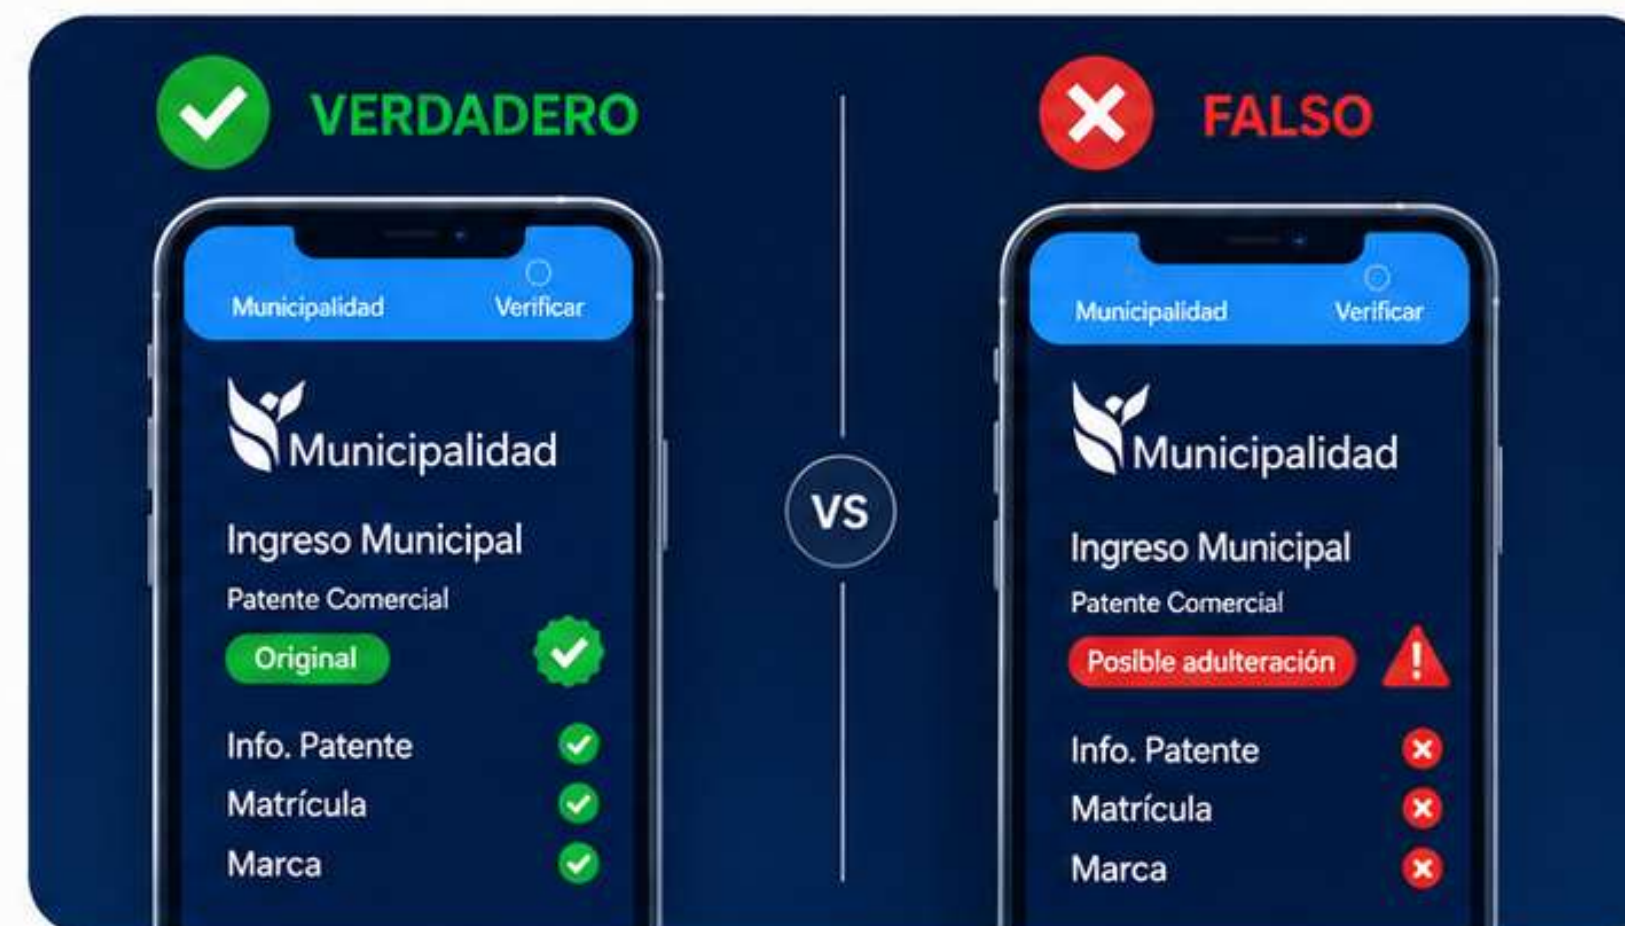 VERDADERO
Municipalidad
Verificar
Municipalidad
Ingreso Municipal
Patente Comercial
Original
Info. Patente
Matrícula
Marca
VS
FALSO
Municipalidad
Verificar
Municipalidad
Ingreso Municipal
Patente Comercial
Posible adulteración
Info. Patente
Matrícula
Marca